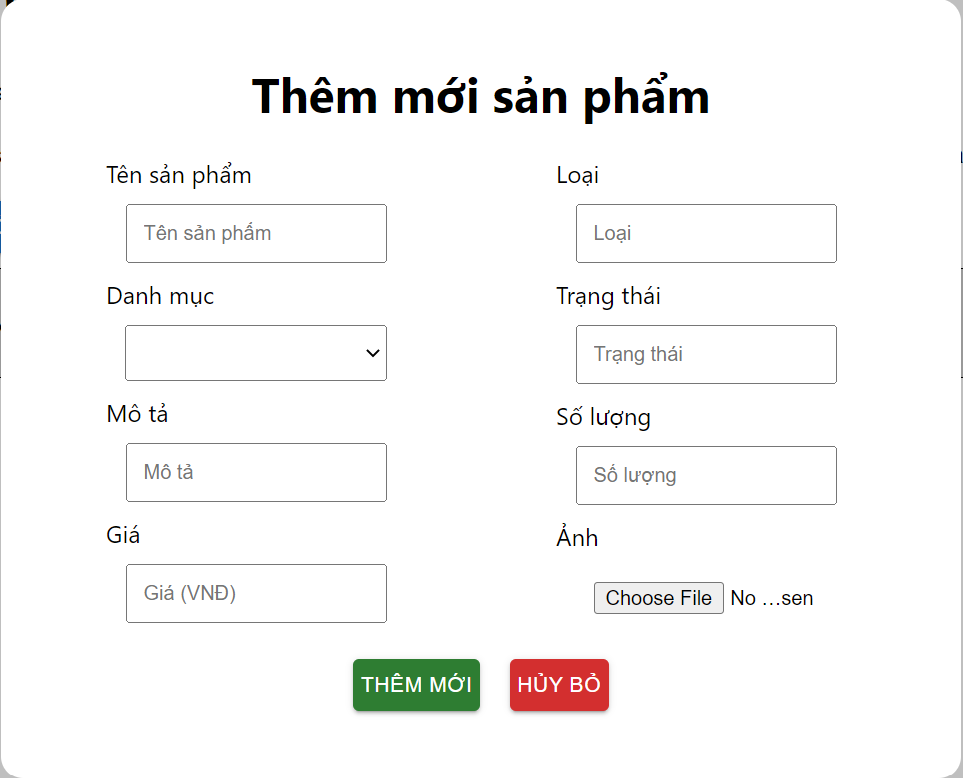 Thêm mới sản phẩm
Tên sản phẩm
Tên sản phẩm
Loại
Loại
Danh mục
Trạng thái
Trạng thái
Mô tả
Mô tả
Số lượng
Số lượng
Giá
Giá (VNĐ)
Ảnh
Choose File No ...sen
THÊM MỚI
HỦY BỎ